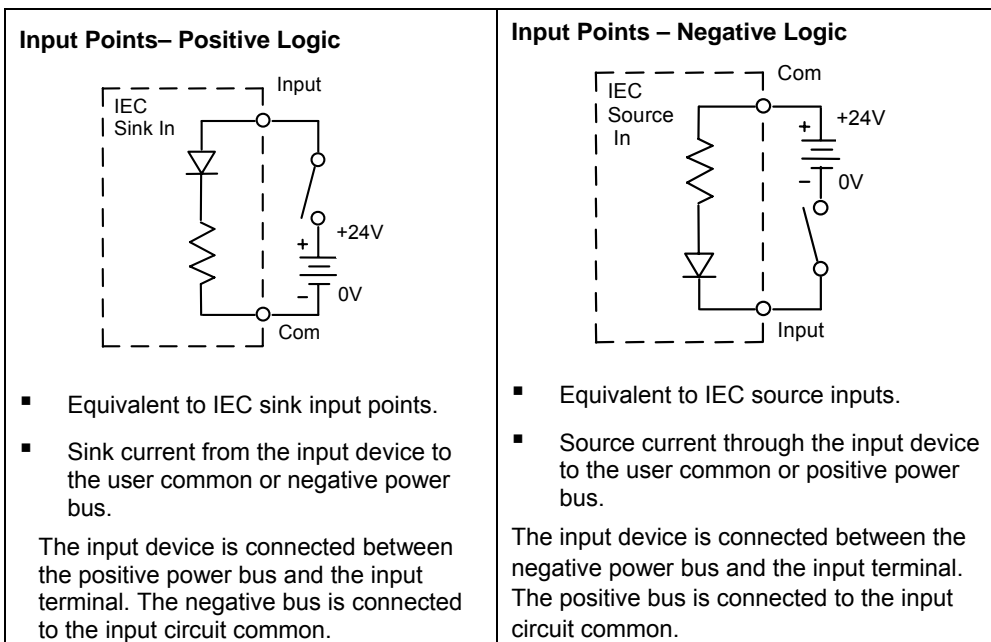 Input Points– Positive Logic
Input
IEC
Sink In
+24V
+
–
0V
Com
■ Equivalent to IEC sink input points.
■ Sink current from the input device to
the user common or negative power
bus.
The input device is connected between
the positive power bus and the input
terminal. The negative bus is connected
to the input circuit common.
Input Points – Negative Logic
Com
IEC
Source
In
+
+24V
–
0V
Input
■ Equivalent to IEC source inputs.
■ Source current through the input device
to the user common or positive power
bus.
The input device is connected between the
negative power bus and the input terminal.
The positive bus is connected to the input
circuit common.